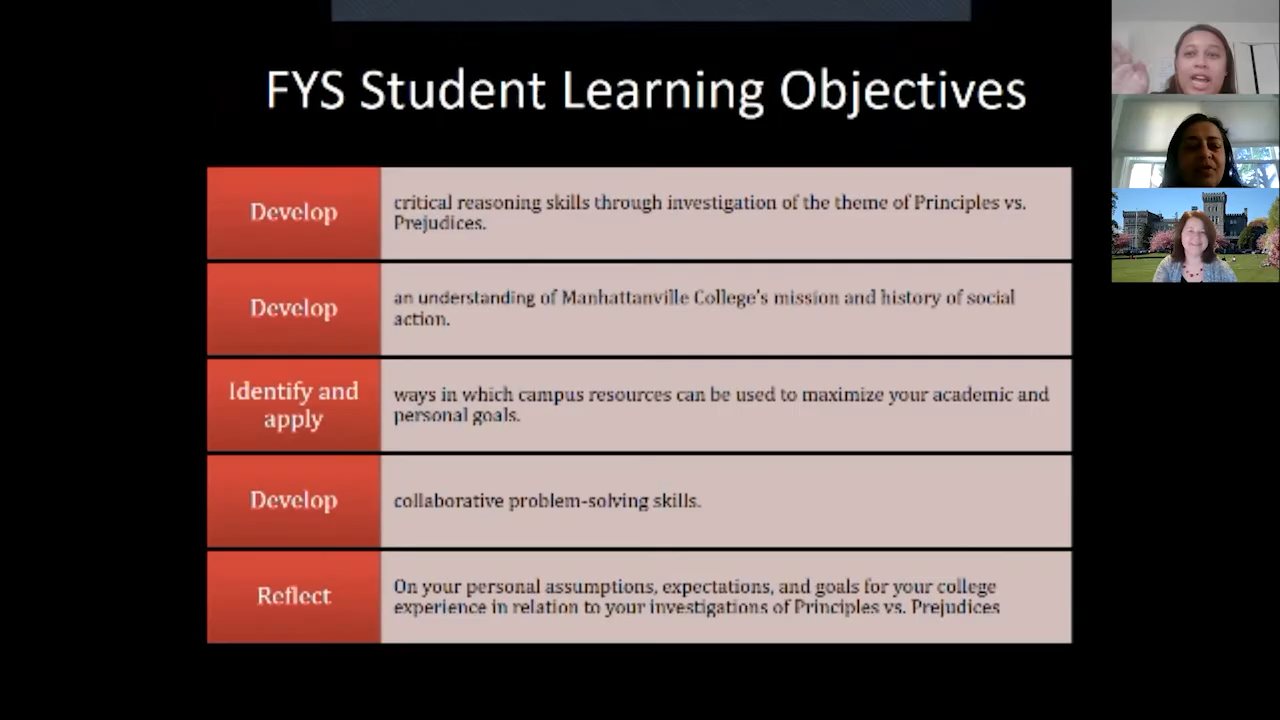 FYS Student Learning Objectives
Develop
critical reasoning skills through investigation of the theme of Principles vs.
Prejudices.
Develop
an understanding of Manhattanville College's mission and history of social
action.
Identify and
apply
ways in which campus resources can be used to maximize your academic and
personal goals.
Develop
collaborative problem-solving skills.
Reflect
On your personal assumptions, expectations, and goals for your college
experience in relation to your investigations of Principles vs. Prejudices